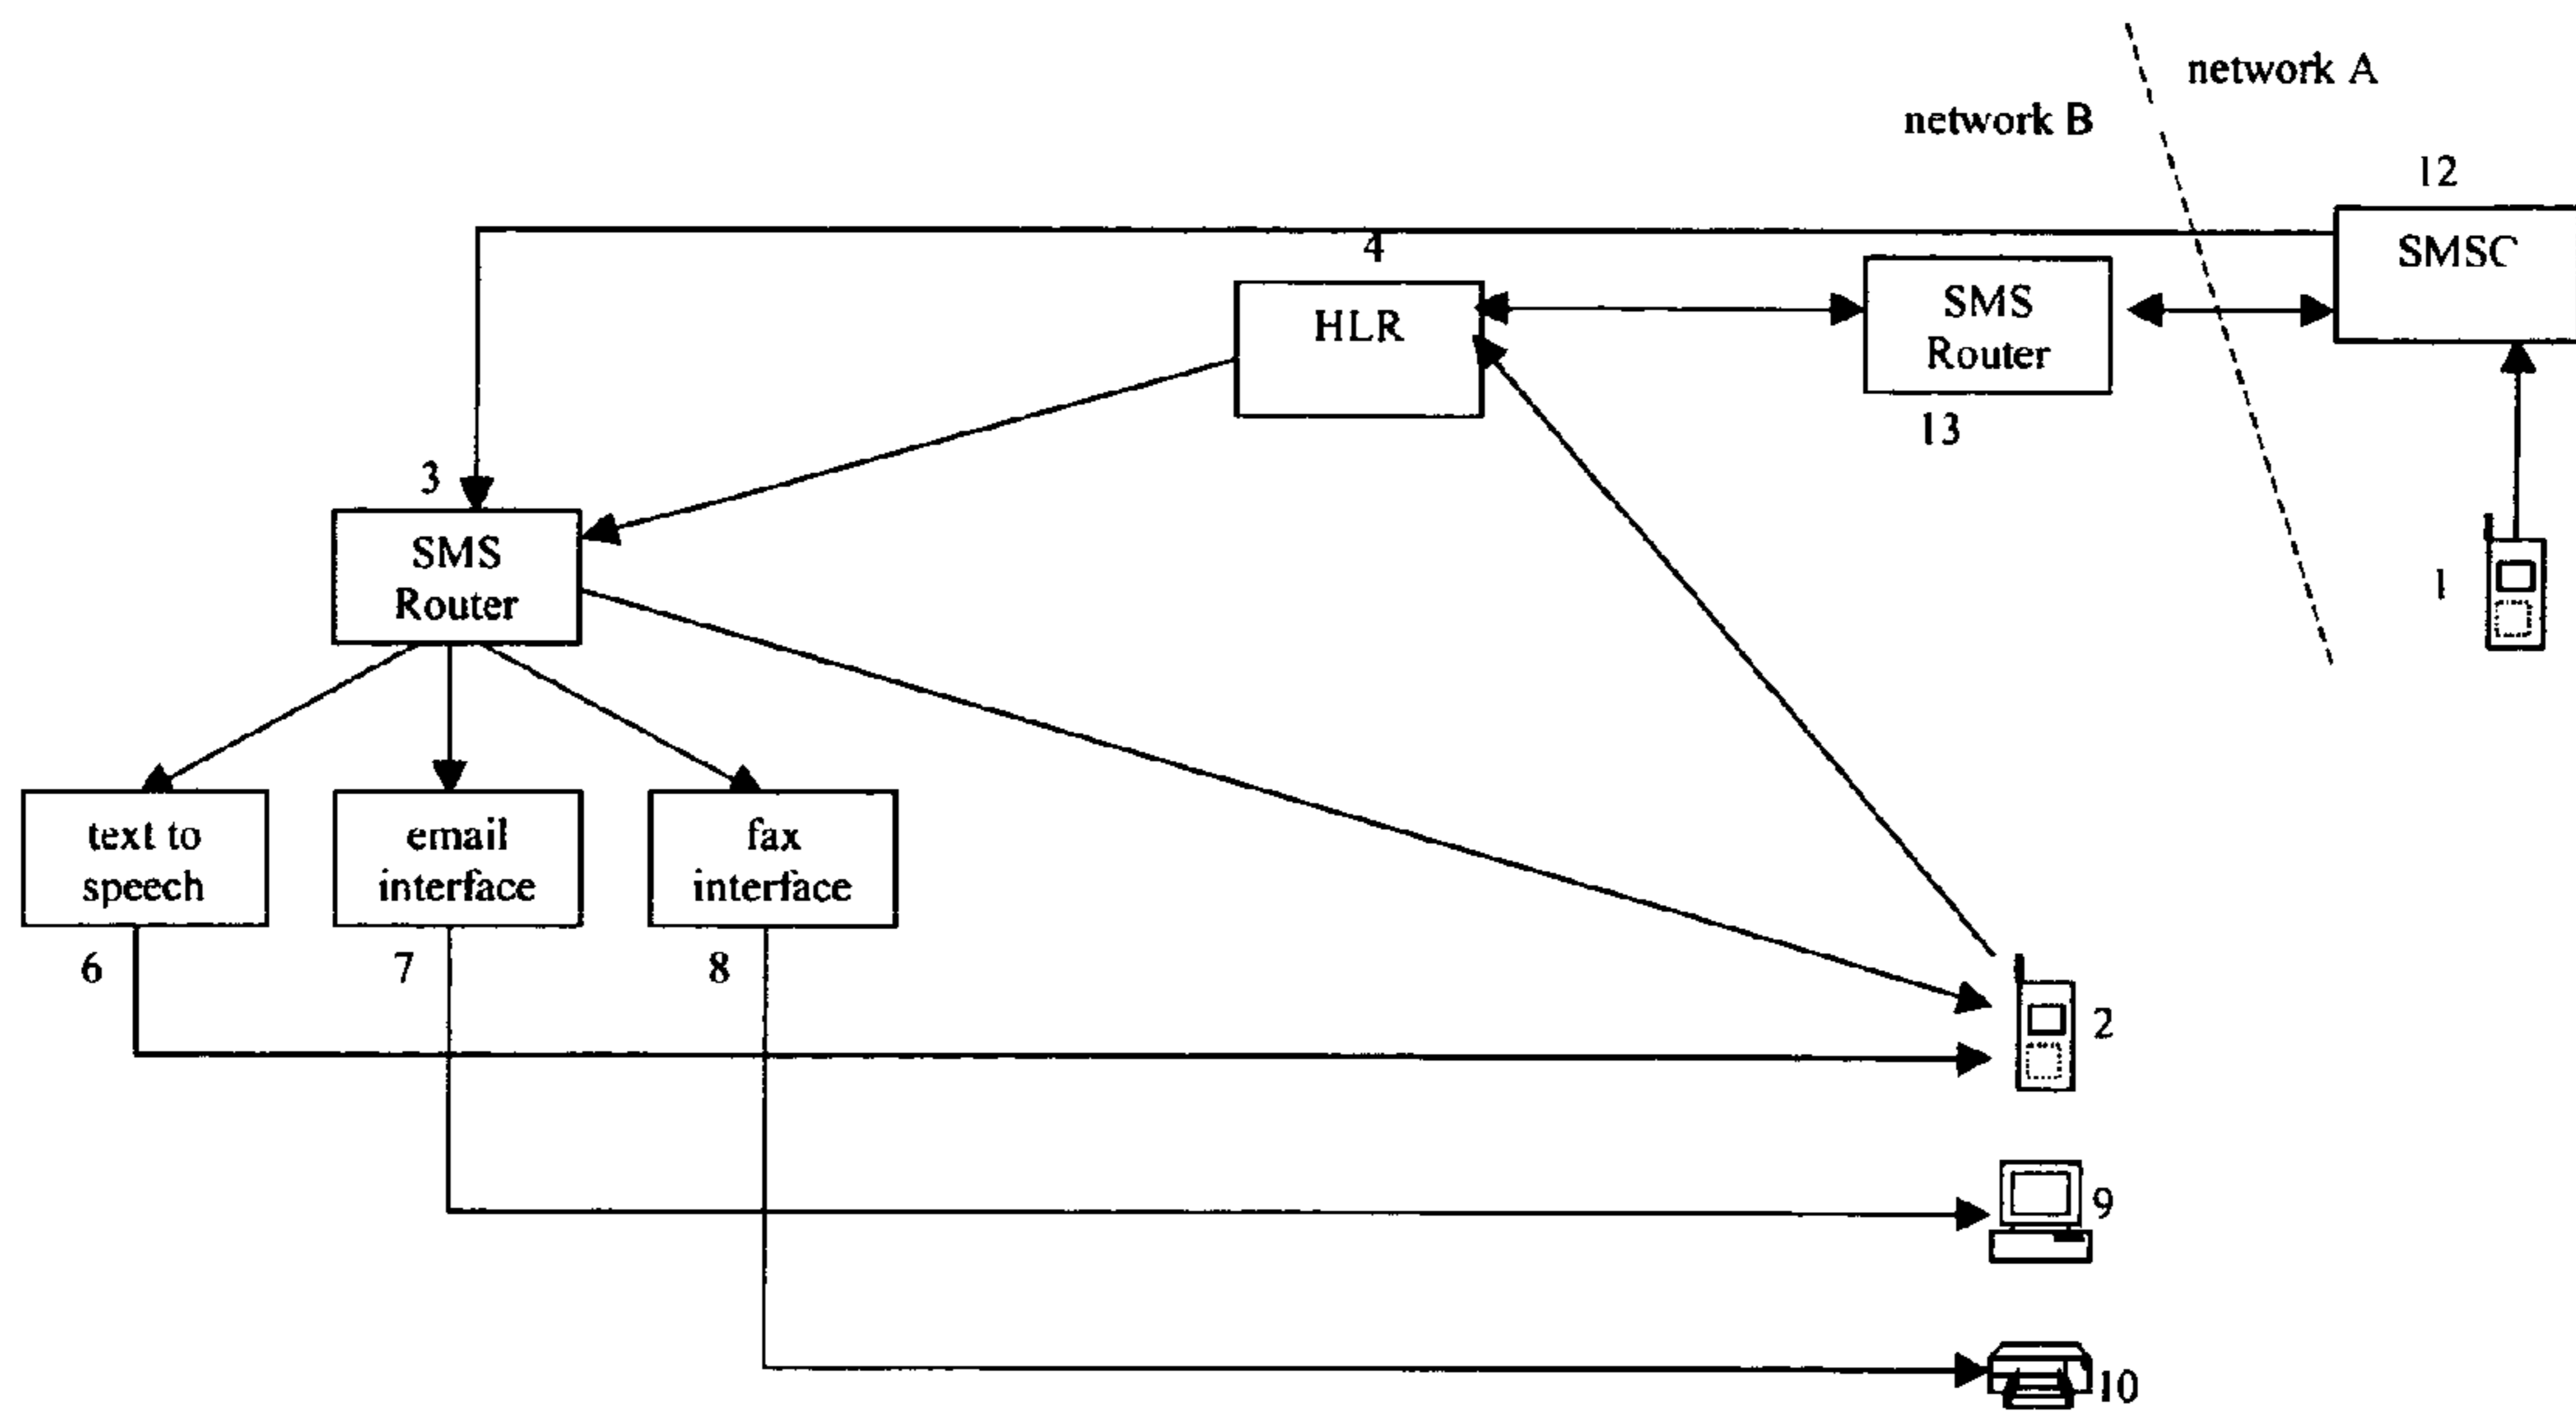 network A
network B
12
SMSC
4
HLR
SMS
Router
13
3
SMS
Router
1
text to
speech
email
interface
fax
interface
6
7
8
2
9
10